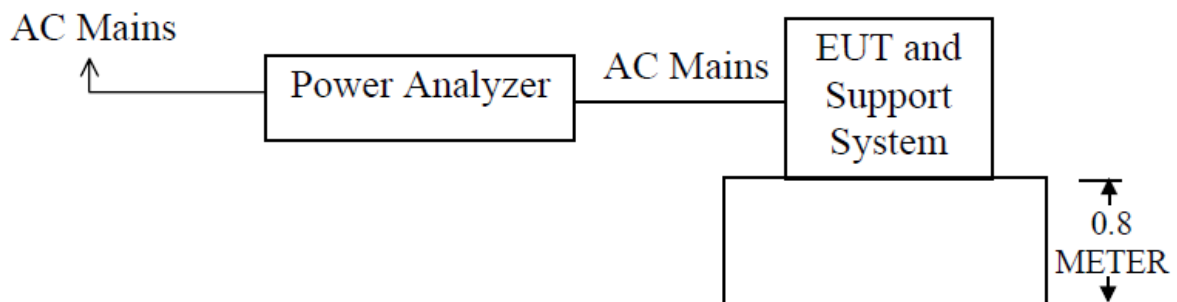 AC Mains
Power Analyzer
AC Mains
EUT and
Support
System
0.8
METER